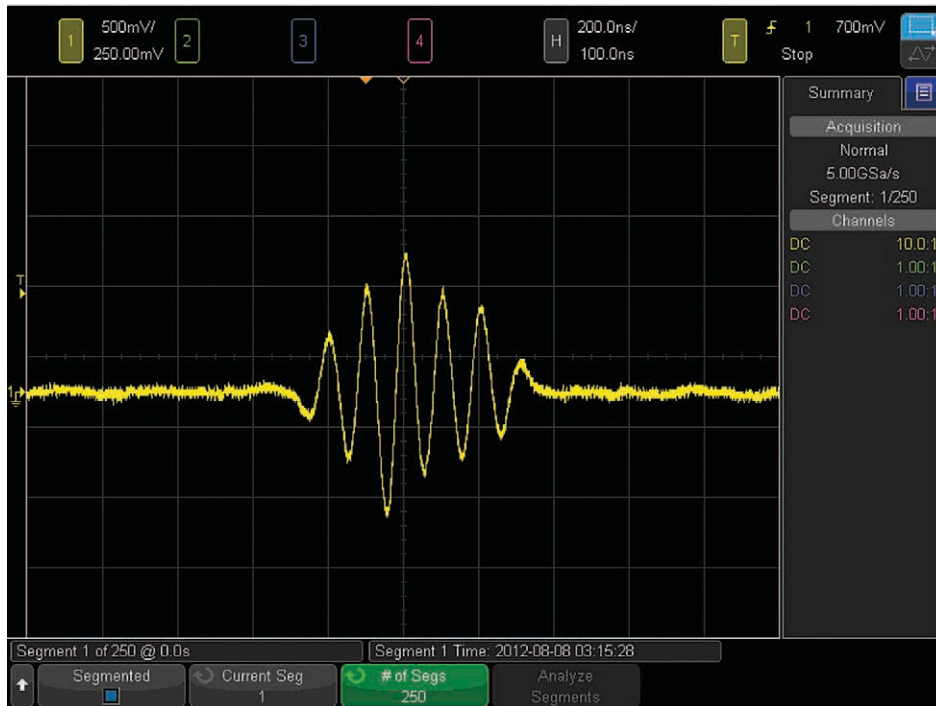 1 500mV/ 2 3 4 H 200.0ns/ T 1 700mV
250.00mV 100.0ns Stop
Summary
Acquisition
Normal
5.00GSa/s
Segment: 1/250
Channels
DC 10.0:1
DC 1.00:1
DC 1.00:1
DC 1.00:1
T
1
Segment 1 of 250 @ 0.0s Segment 1 Time: 2012-08-08 03:15:28
Segmented Current Seg # of Segs Analyze
1 250 Segments